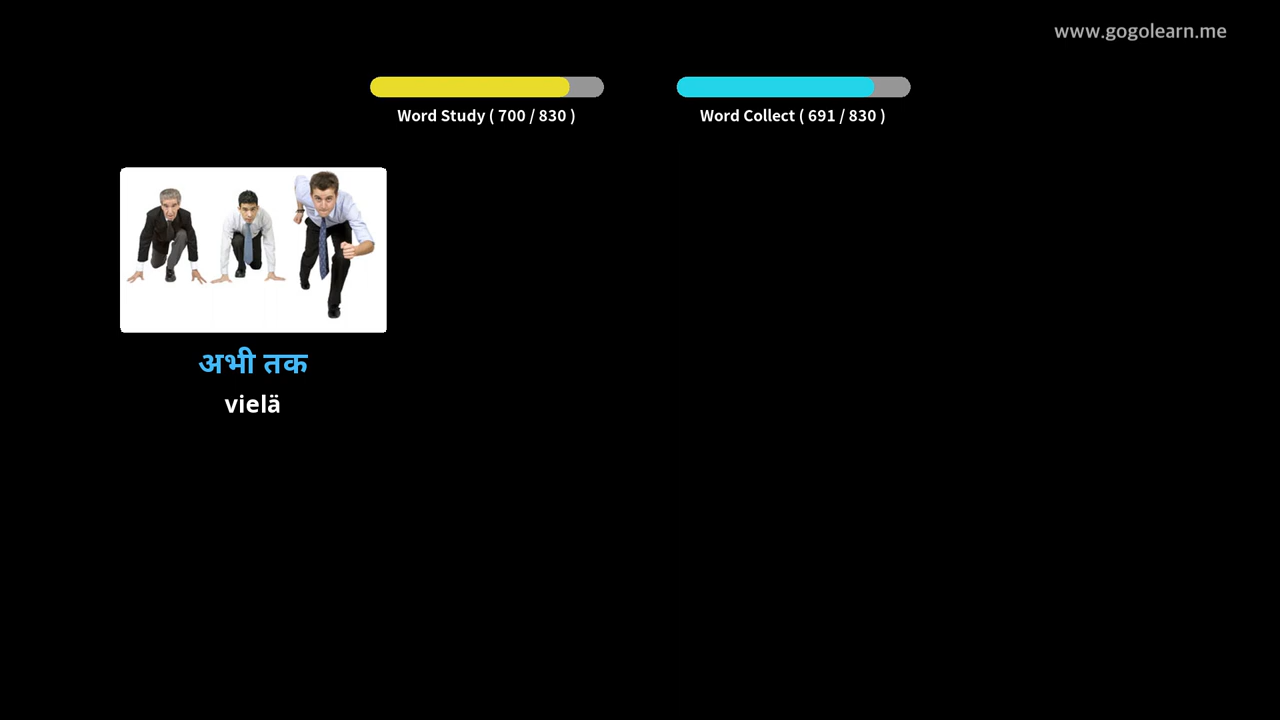 www.gogolearn.me
Word Study ( 700 / 830 )
Word Collect ( 691 / 830 )
अभी तक
vielä